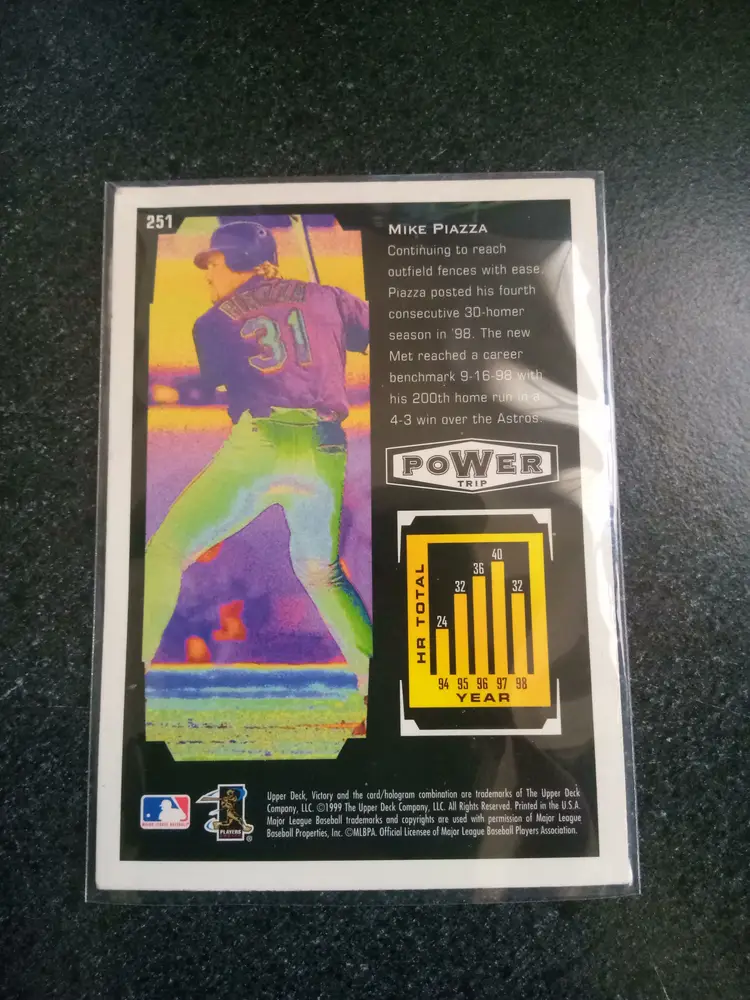 251
MIKE PIAZZA
Continuing to reach
outfield fences with ease,
Piazza posted his fourth
consecutive 30-homer
season in '98. The new
Met reached a career
benchmark 9-16-98 with
his 200th home run in a
4-3 win over the Astros.
PIAZZA
31
POWER
TRIP
HR TOTAL
24
32
36
40
32
94 95 96 97 98
YEAR
Upper Deck, Victory and the card/hologram combination are trademarks of The Upper Deck
Company, LLC. ©1999 The Upper Deck Company, LLC. All Rights Reserved. Printed in the U.S.A.
Major League Baseball trademarks and copyrights are used with permission of Major League
Baseball Properties, Inc. ©MLBPA. Official Licensee of Major League Baseball Players Association.
MAJOR LEAGUE BASEBALL
PLAYERS